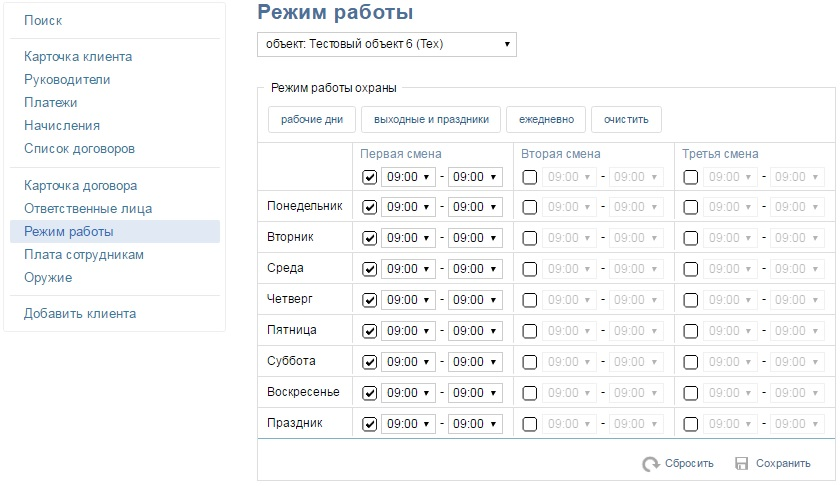 Поиск
Карточка клиента
Руководители
Платежи
Начисления
Список договоров
Карточка договора
Ответственные лица
Режим работы
Плата сотрудникам
Оружие
Добавить клиента
Режим работы
объект: Тестовый объект 6 (Тех)
Режим работы охраны
рабочие дни выходные и праздники ежедневно очистить
Первая смена Вторая смена Третья смена
09:00 - 09:00 09:00 - 09:00 09:00 - 09:00
Понедельник 09:00 - 09:00 09:00 - 09:00 09:00 - 09:00
Вторник 09:00 - 09:00 09:00 - 09:00 09:00 - 09:00
Среда 09:00 - 09:00 09:00 - 09:00 09:00 - 09:00
Четверг 09:00 - 09:00 09:00 - 09:00 09:00 - 09:00
Пятница 09:00 - 09:00 09:00 - 09:00 09:00 - 09:00
Суббота 09:00 - 09:00 09:00 - 09:00 09:00 - 09:00
Воскресенье 09:00 - 09:00 09:00 - 09:00 09:00 - 09:00
Праздник 09:00 - 09:00 09:00 - 09:00 09:00 - 09:00
Сбросить Сохранить